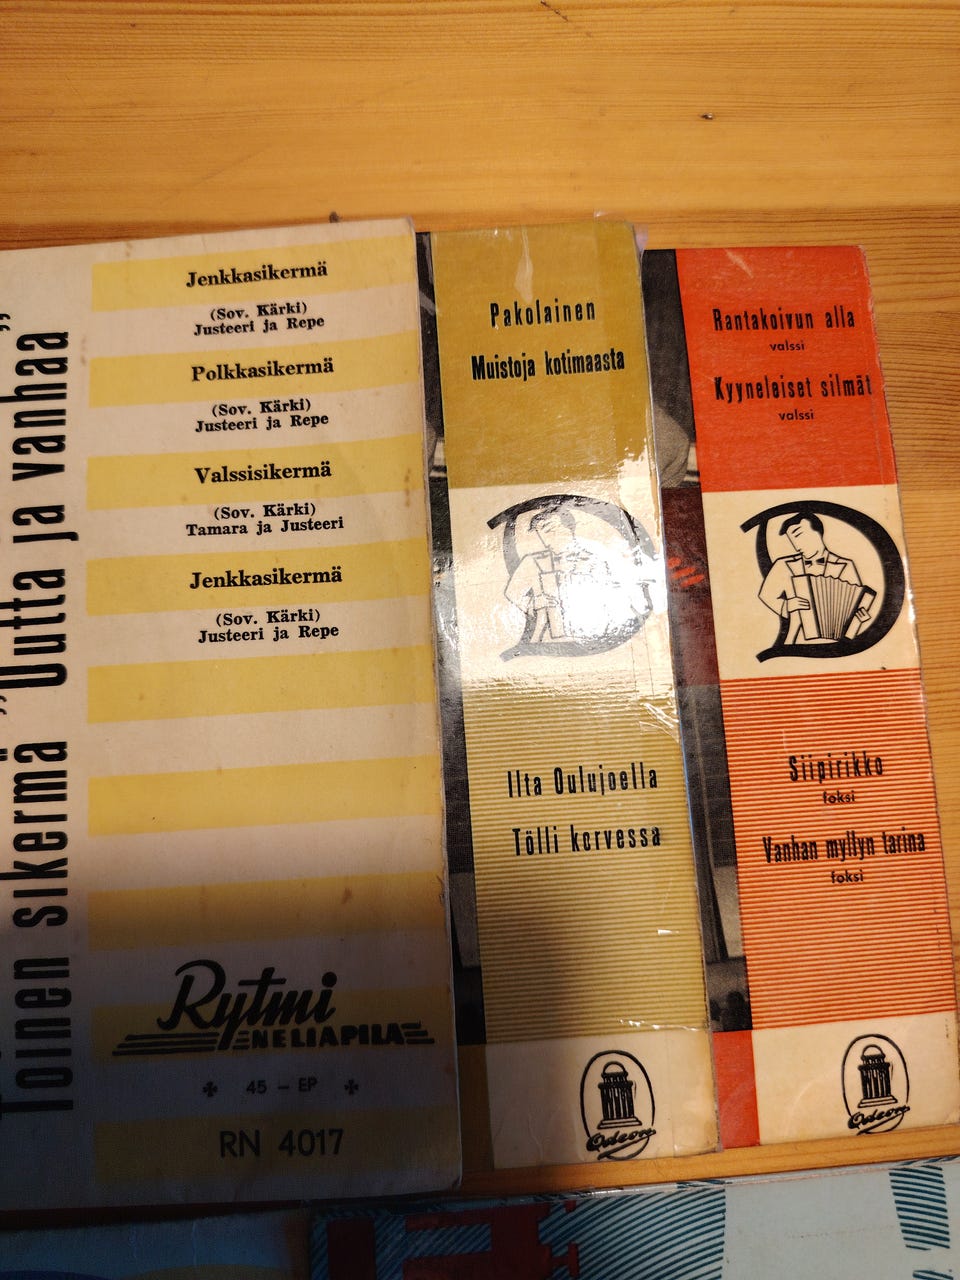 Toinen sikermä "Uutta ja vanhaa"
Jenkkasikermä
(Sov. Kärki)
Justeeri ja Repe
Polkkasikermä
(Sov. Kärki)
Justeeri ja Repe
Valssisikermä
(Sov. Kärki)
Tamara ja Justeeri
Jenkkasikermä
(Sov. Kärki)
Justeeri ja Repe
Rytmi
NELIAPILA
45 - EP
RN 4017
Pakolainen
Muistoja kotimaasta
D
Ilta Oulujoella
Tölli korvessa
Odeon
Rantakoivun alla
valssi
Kyyneleiset silmät
valssi
D
Siipirikko
foksi
Vanhan myllyn tarina
foksi
Odeon